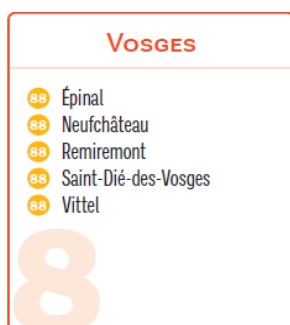 Vosges
88 Épinal
88 Neufchâteau
88 Remiremont
88 Saint-Dié-des-Vosges
88 Vittel
8